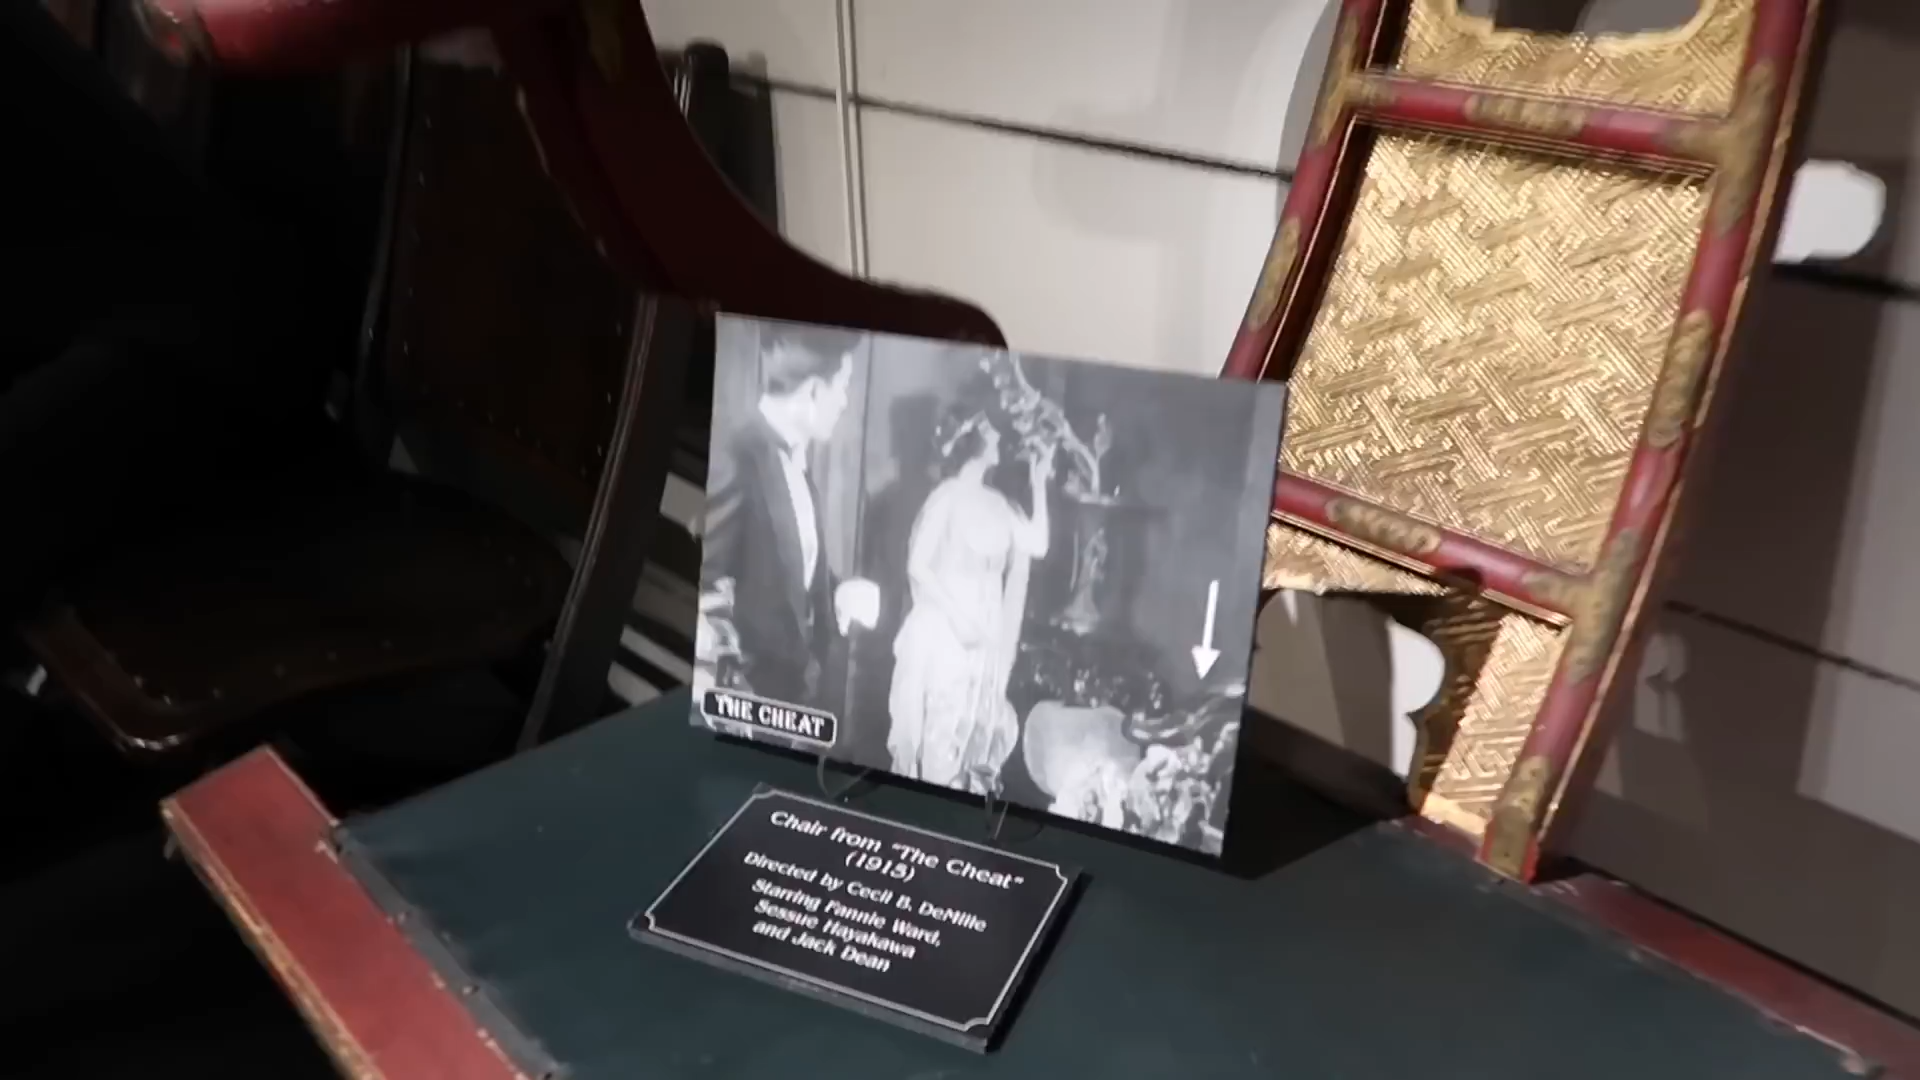 THE CHEAT
Chair from "The Cheat"
(1915)
Directed by Cecil B. DeMille
Starring Fannie Ward,
Sessue Hayakawa
and Jack Dean